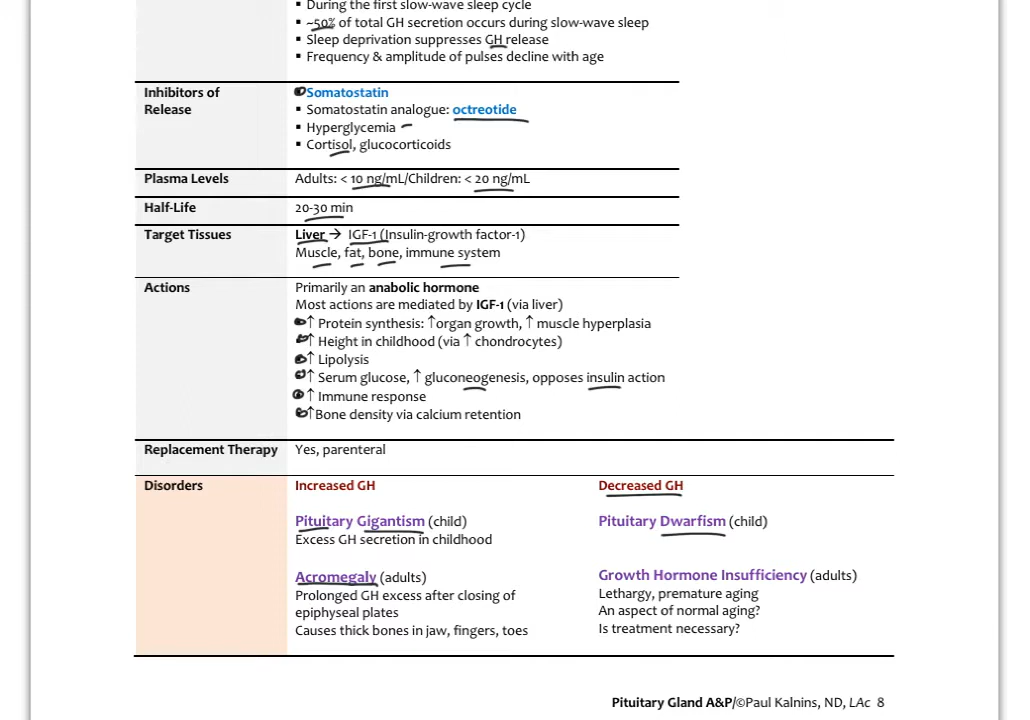 ▪ During the first slow-wave sleep cycle
▪ ~50% of total GH secretion occurs during slow-wave sleep
▪ Sleep deprivation suppresses GH release
▪ Frequency & amplitude of pulses decline with age
Inhibitors of Release
Somatostatin
▪ Somatostatin analogue: octreotide
▪ Hyperglycemia
▪ Cortisol, glucocorticoids
Plasma Levels
Adults: < 10 ng/mL/Children: < 20 ng/mL
Half-Life
20-30 min
Target Tissues
Liver → IGF-1 (Insulin-growth factor-1)
Muscle, fat, bone, immune system
Actions
Primarily an anabolic hormone
Most actions are mediated by IGF-1 (via liver)
↑ Protein synthesis: ↑organ growth, ↑ muscle hyperplasia
↑ Height in childhood (via ↑ chondrocytes)
↑ Lipolysis
↑ Serum glucose, ↑ gluconeogenesis, opposes insulin action
↑ Immune response
↑Bone density via calcium retention
Replacement Therapy
Yes, parenteral
Disorders
Increased GH
Pituitary Gigantism (child)
Excess GH secretion in childhood
Acromegaly (adults)
Prolonged GH excess after closing of
epiphyseal plates
Causes thick bones in jaw, fingers, toes
Decreased GH
Pituitary Dwarfism (child)
Growth Hormone Insufficiency (adults)
Lethargy, premature aging
An aspect of normal aging?
Is treatment necessary?
Pituitary Gland A&P/©Paul Kalnins, ND, LAc 8